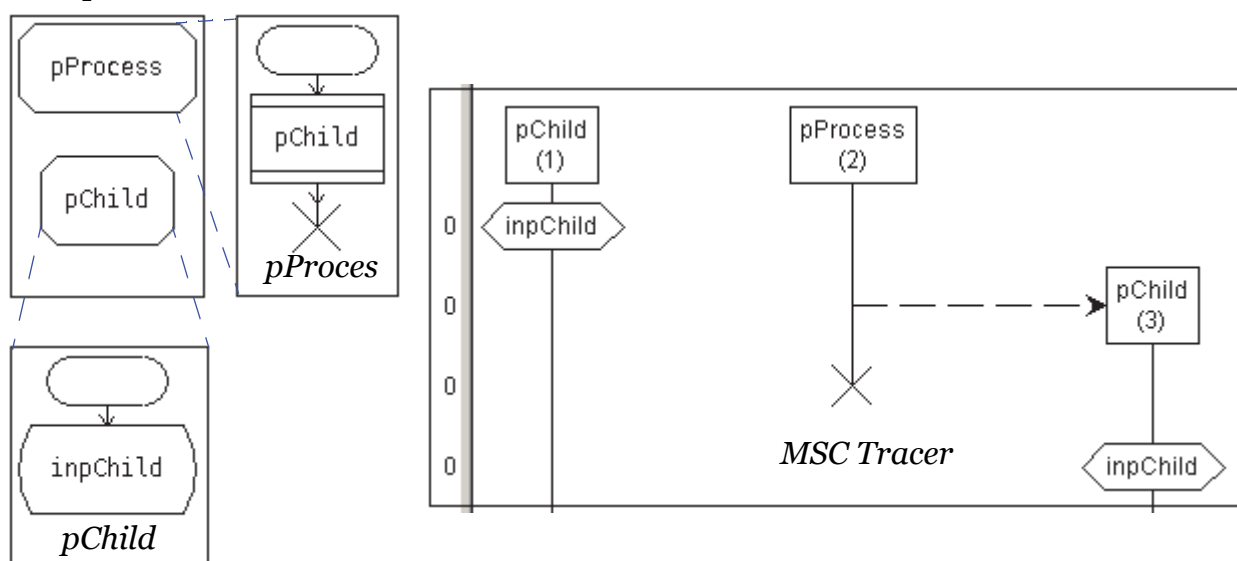 pProcess
pChild
pChild
pProces
inpChild
pChild
pChild
(1)
pProcess
(2)
0
inpChild
0
pChild
(3)
0
0
MSC Tracer
inpChild